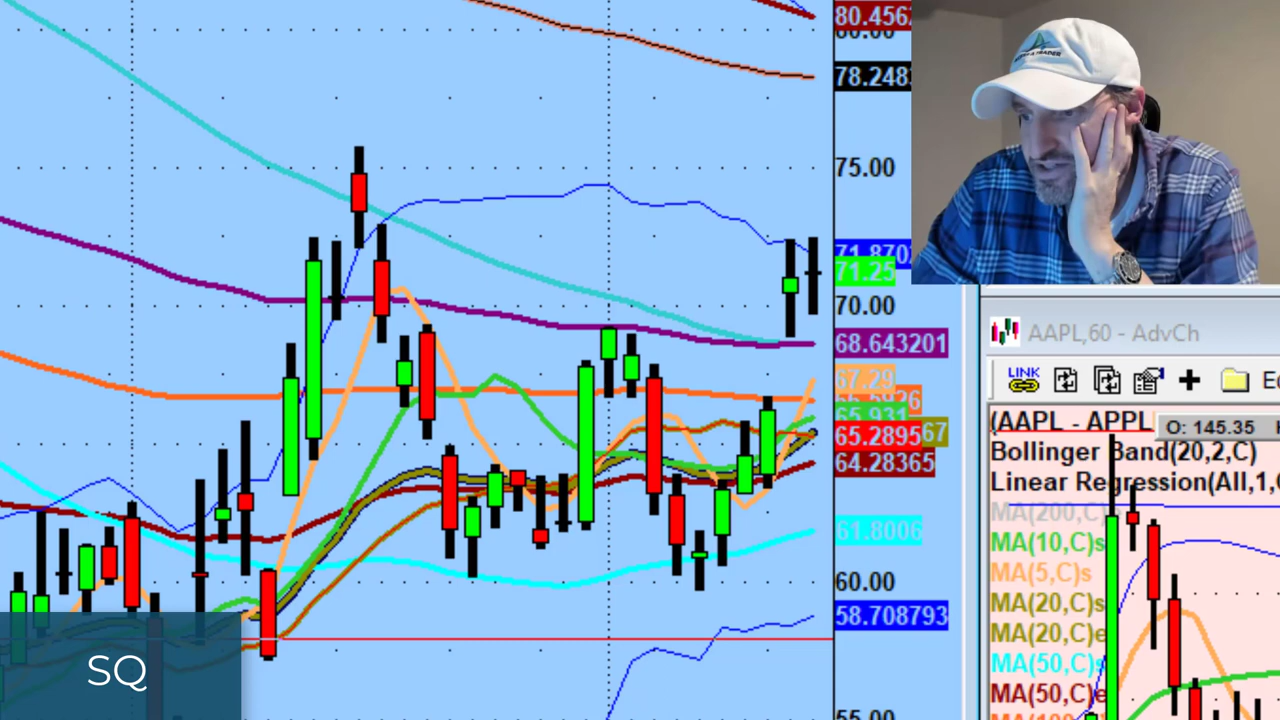 80.456
80.00
78.248
75.00
71.870
71.25
70.00
68.643201
67.29
65.931
65.2895
67
64.28365
61.8006
60.00
58.708793
55.00
SQ
AAPL,60 - AdvCh
LINK
(AAPL - APPL
O: 145.35
Bollinger Band(20,2,C)
Linear Regression(All,1,
MA(200,C)
MA(10,C)s
MA(5,C)s
MA(20,C)s
MA(20,C)e
MA(50,C)
MA(50,C)e